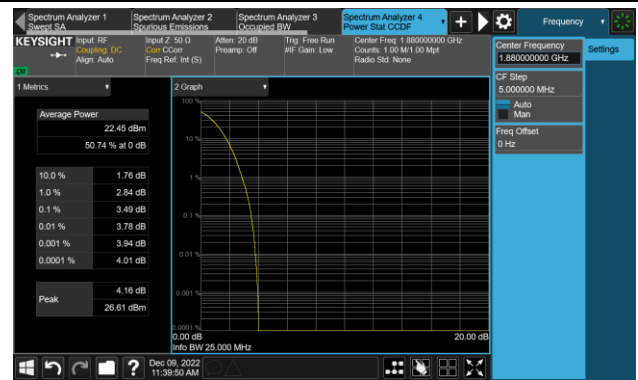 Spectrum Analyzer 1
Swept SA
Spectrum Analyzer 2
Spurious Emissions
Spectrum Analyzer 3
Occupied BW
Spectrum Analyzer 4
Power Stat CCDF
Frequency
KEYSIGHT
Input: RF
Coupling: DC
Align: Auto
Input Z: 50 Ω
Corr CCorr
Freq Ref: Int (S)
Atten: 20 dB
Preamp: Off
Trig: Free Run
#IF Gain: Low
Center Freq: 1.880000000 GHz
Counts: 1.00 M/1.00 Mpt
Radio Std: None
Center Frequency
1.880000000 GHz
Settings
CF Step
5.000000 MHz
Auto
Man
Freq Offset
0 Hz
1 Metrics
2 Graph
Average Power
22.45 dBm
50.74 % at 0 dB
10.0 % 1.76 dB
1.0 % 2.84 dB
0.1 % 3.49 dB
0.01 % 3.78 dB
0.001 % 3.94 dB
0.0001 % 4.01 dB
Peak
4.16 dB
26.61 dBm
100 %
10 %
1 %
0.1 %
0.01 %
0.001 %
0.0001 %
0.00 dB
20.00 dB
Info BW 25.000 MHz
?
Dec 09, 2022
11:39:50 AM